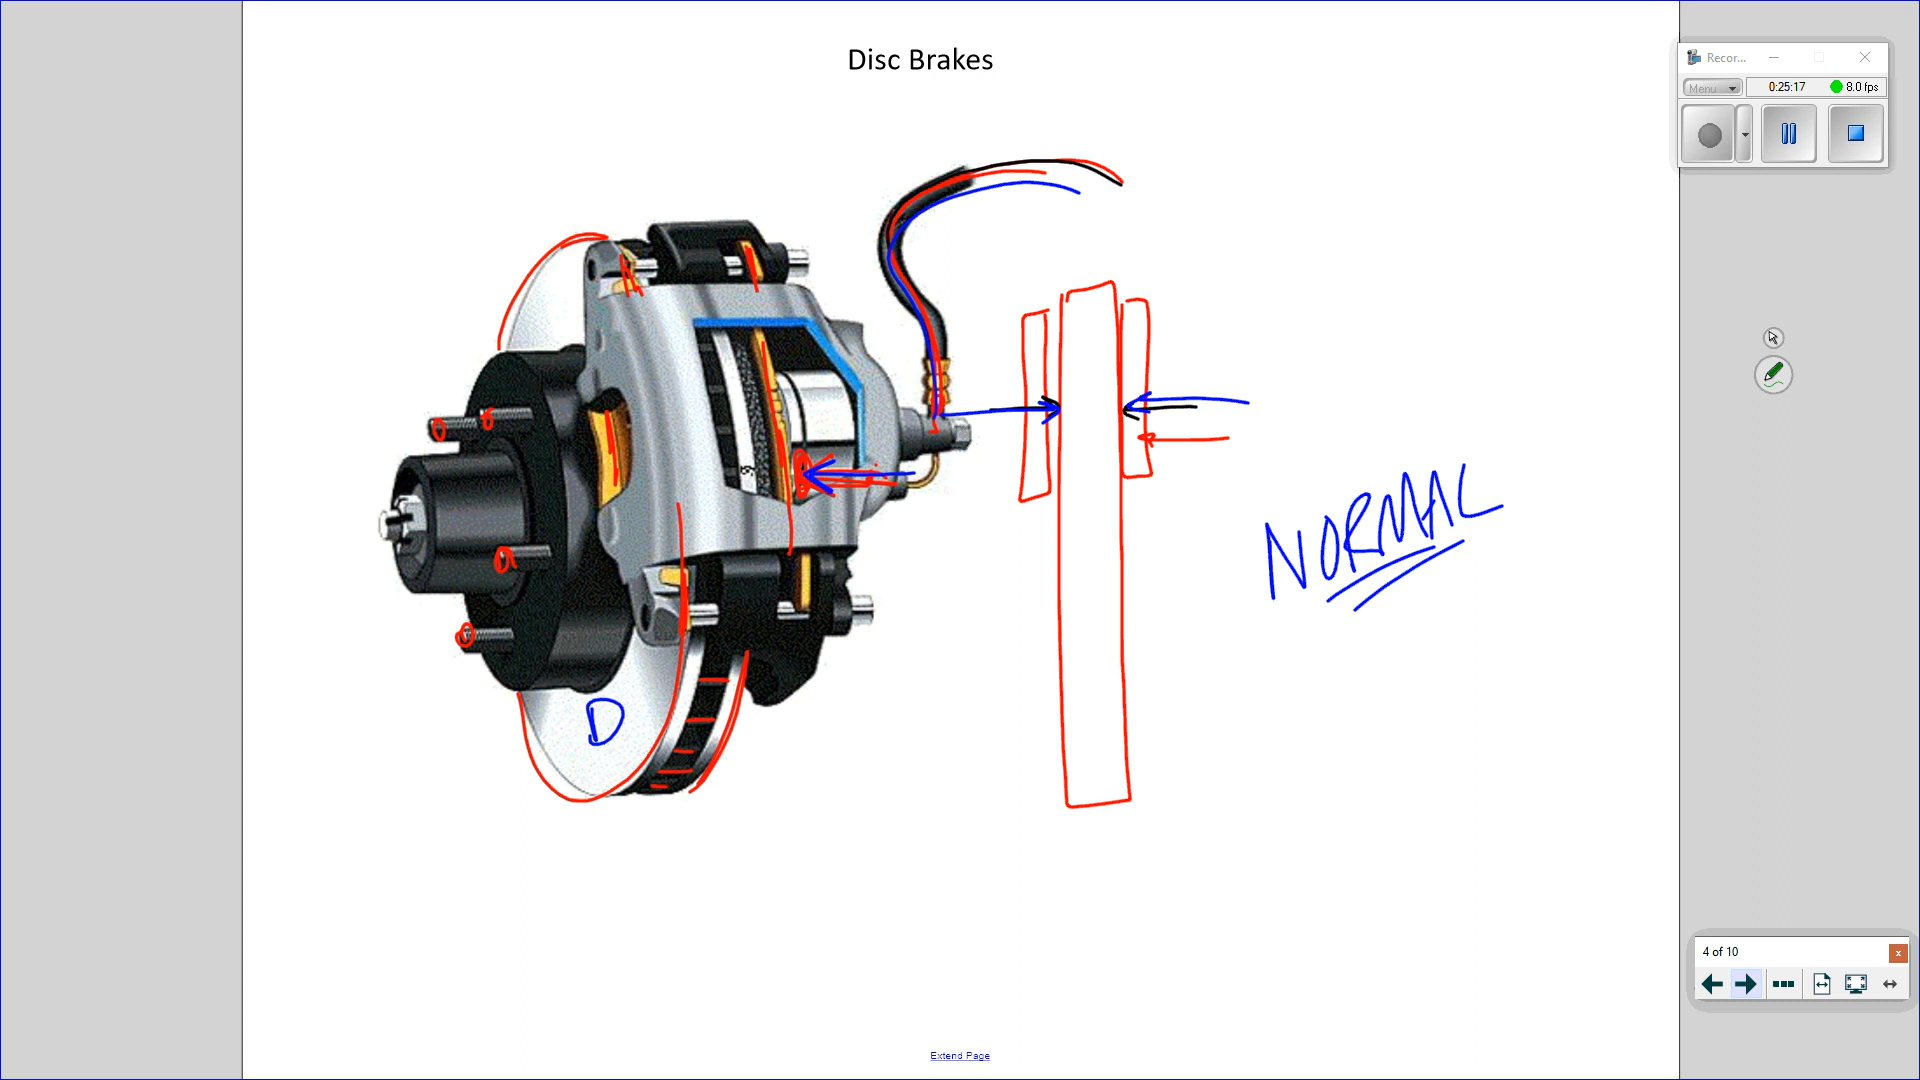 Disc Brakes
Recor...
Menu
0:25:17
8.0 fps
NORMAL
D
4 of 10
x
Extend Page